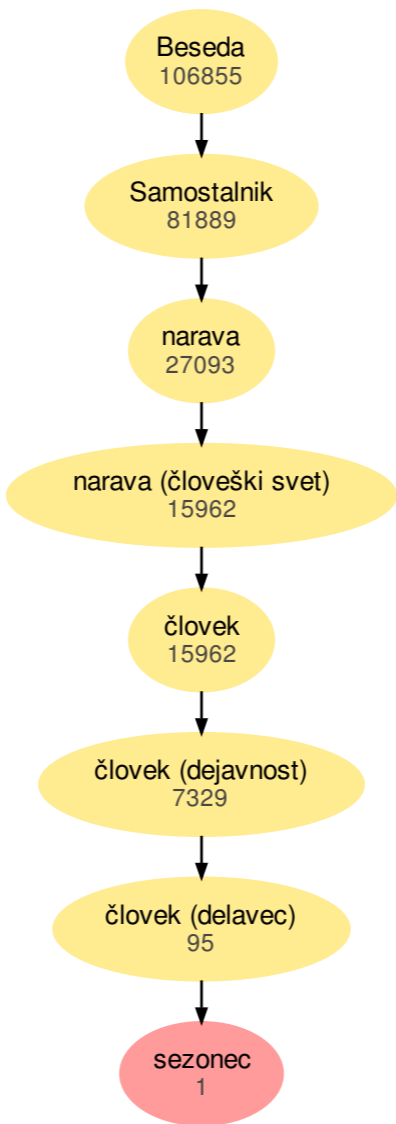 Beseda
106855
Samostalnik
81889
narava
27093
narava (človeški svet)
15962
človek
15962
človek (dejavnost)
7329
človek (delavec)
95
sezonec
1